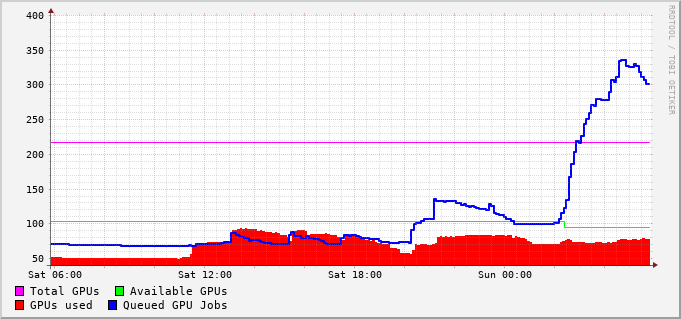 400
350
300
250
200
150
100
50
Sat 06:00 Sat 12:00 Sat 18:00 Sun 00:00
Total GPUs Available GPUs
GPUs used Queued GPU Jobs
RRDTOOL / TOBI OETIKER